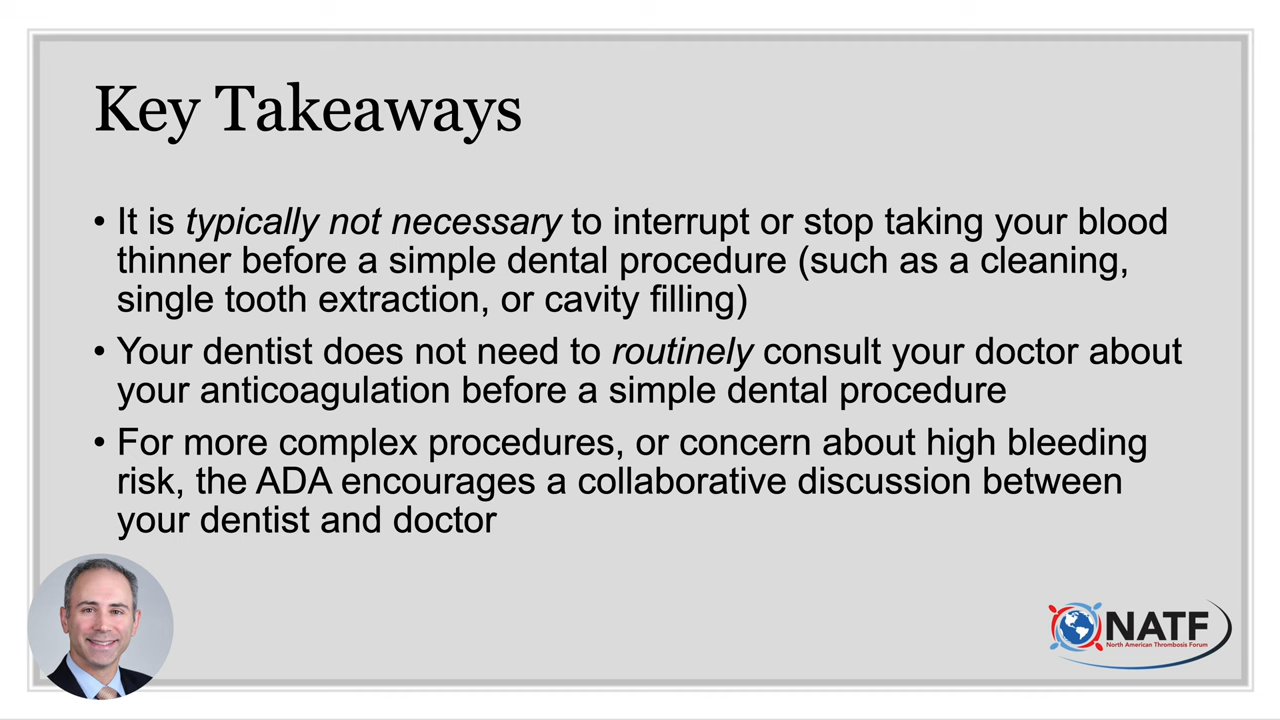 Key Takeaways
• It is typically not necessary to interrupt or stop taking your blood
thinner before a simple dental procedure (such as a cleaning,
single tooth extraction, or cavity filling)
• Your dentist does not need to routinely consult your doctor about
your anticoagulation before a simple dental procedure
• For more complex procedures, or concern about high bleeding
risk, the ADA encourages a collaborative discussion between
your dentist and doctor
NATF
North American Thrombosis Forum